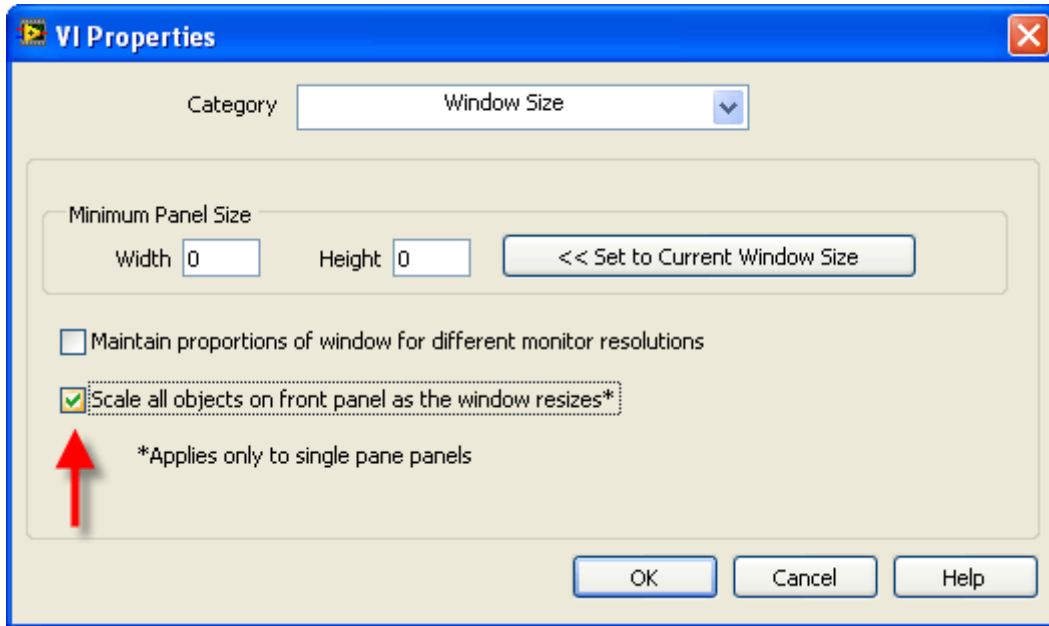 VI Properties
Category Window Size
Minimum Panel Size
Width 0 Height 0 << Set to Current Window Size
Maintain proportions of window for different monitor resolutions
Scale all objects on front panel as the window resizes*
*Applies only to single pane panels
OK Cancel Help